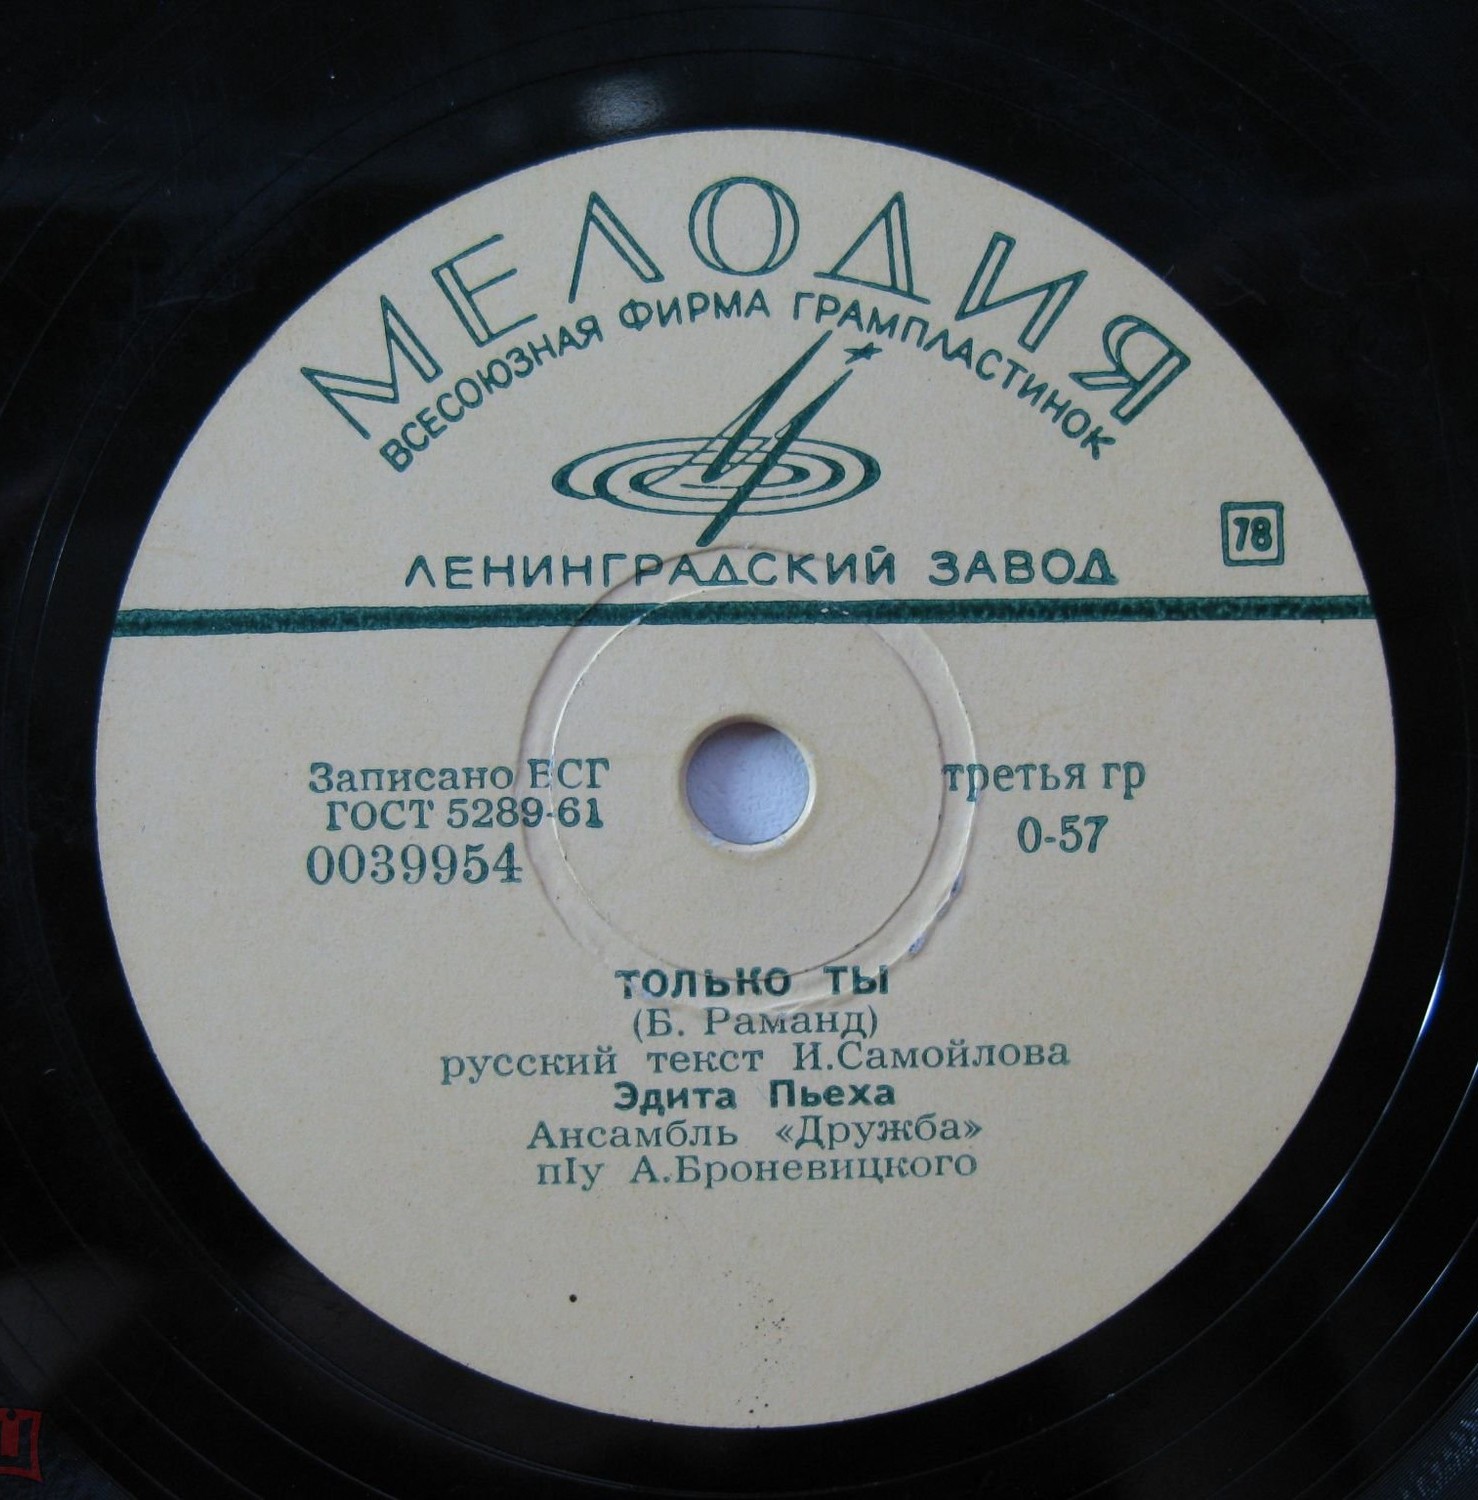 МЕЛОДИЯ
ВСЕСОЮЗНАЯ ФИРМА ГРАМПЛАСТИНОК
78
ЛЕНИНГРАДСКИЙ ЗАВОД
Записано ВСГ
ГОСТ 5289-61
0039954
третья гр
0-57
ТОЛЬКО ТЫ
(Б. Раманд)
русский текст И.Самойлова
Эдита Пьеха
Ансамбль «Дружба»
пIу А.Броневицкого